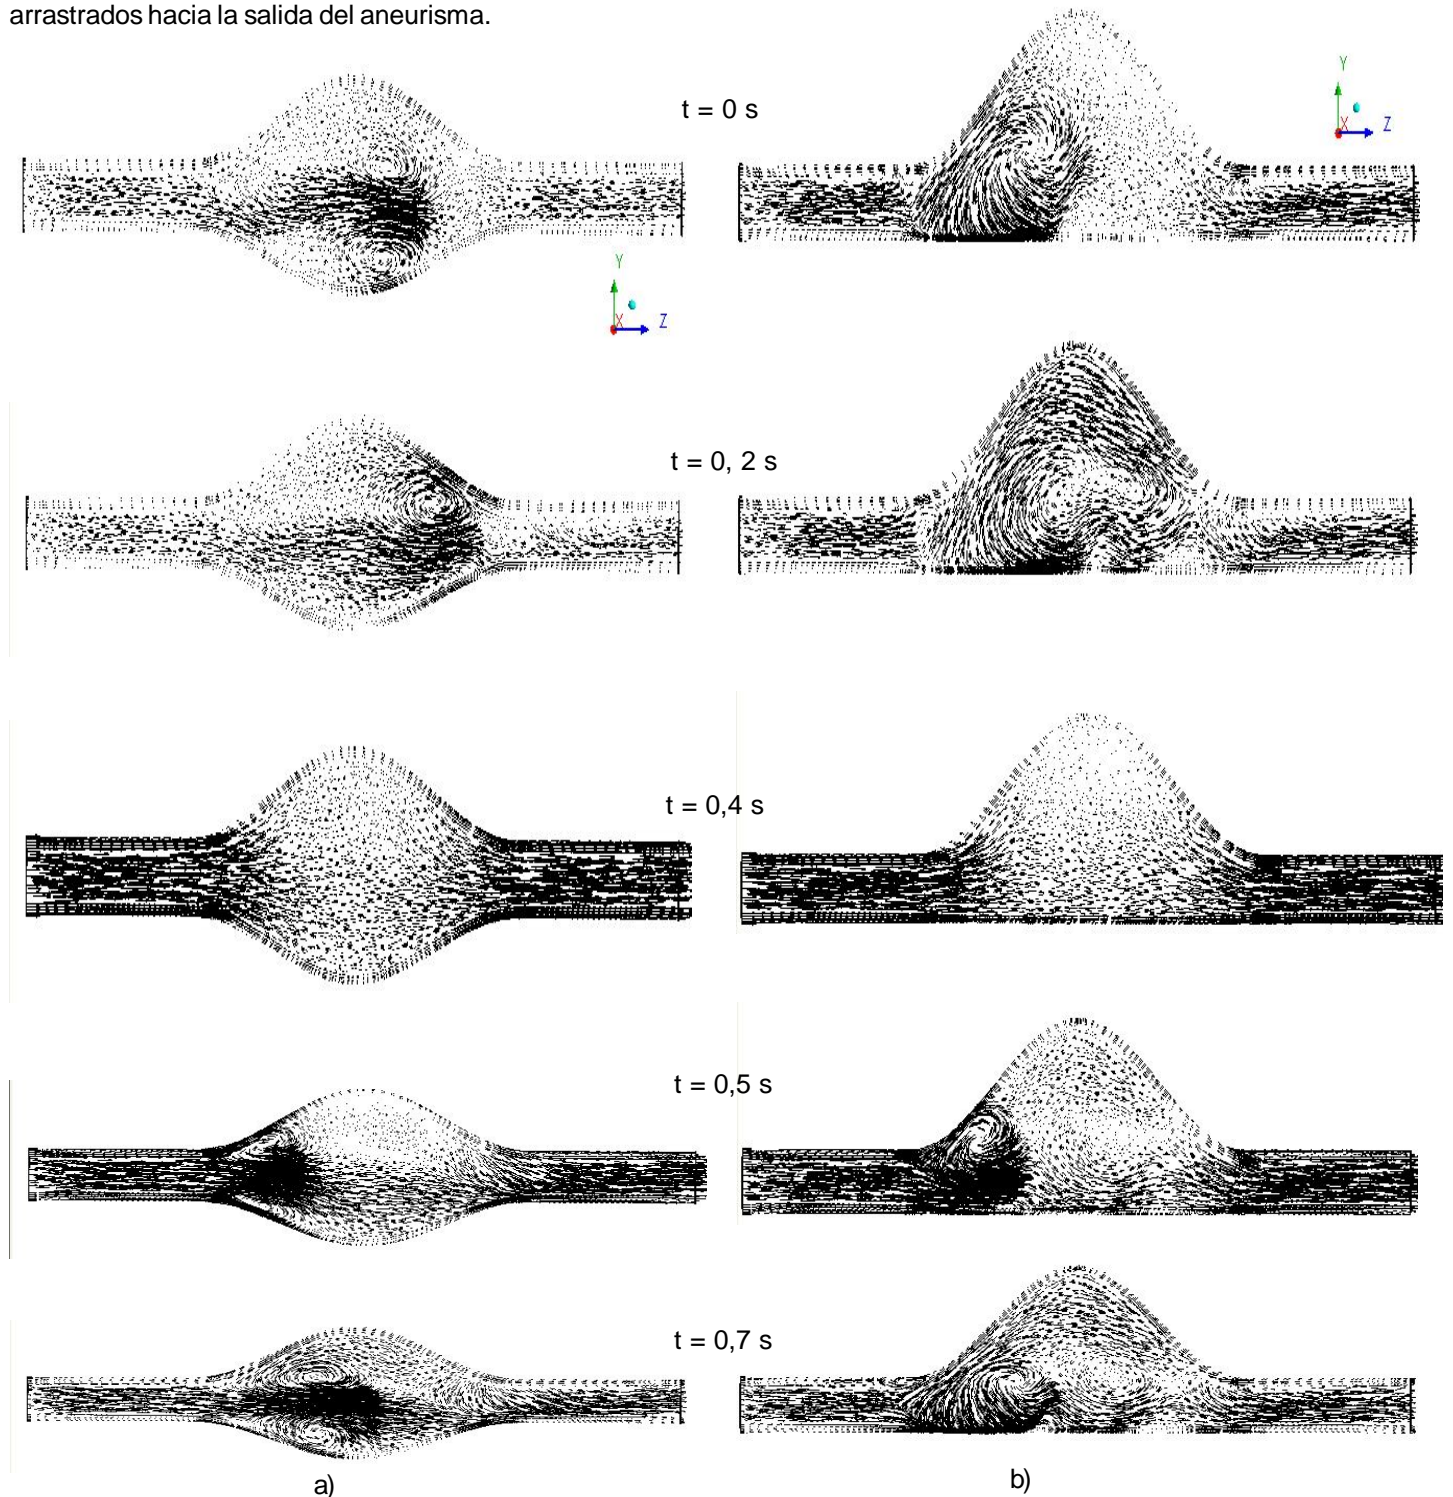 arrastrados hacia la salida del aneurisma.
t = 0 s
Y
X
Z
Y
X
Z
t = 0, 2 s
t = 0,4 s
t = 0,5 s
t = 0,7 s
a)
b)